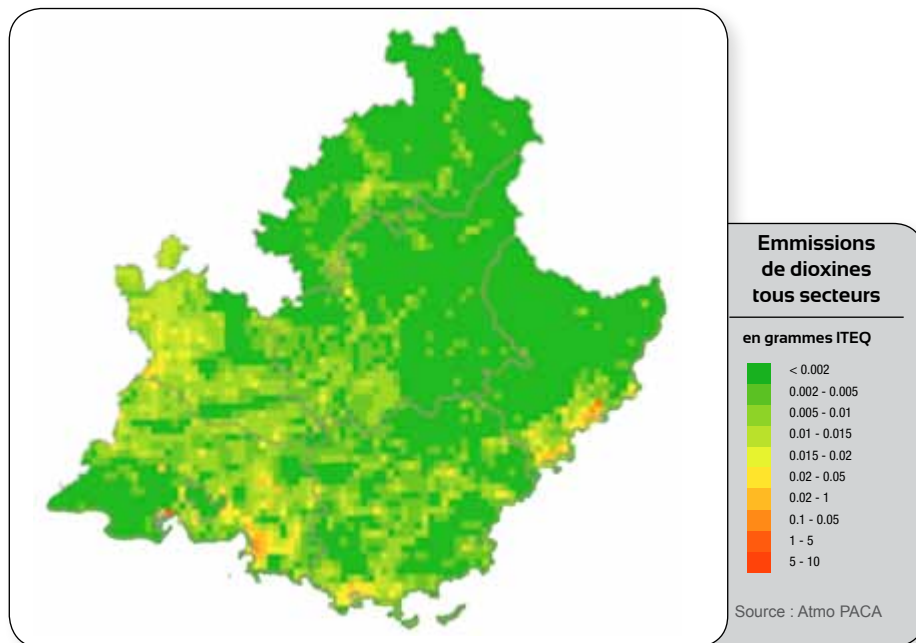 Emmissions
de dioxines
tous secteurs
en grammes ITEQ
< 0.002
0.002 - 0.005
0.005 - 0.01
0.01 - 0.015
0.015 - 0.02
0.02 - 0.05
0.02 - 1
0.1 - 0.05
1 - 5
5 - 10
Source : Atmo PACA